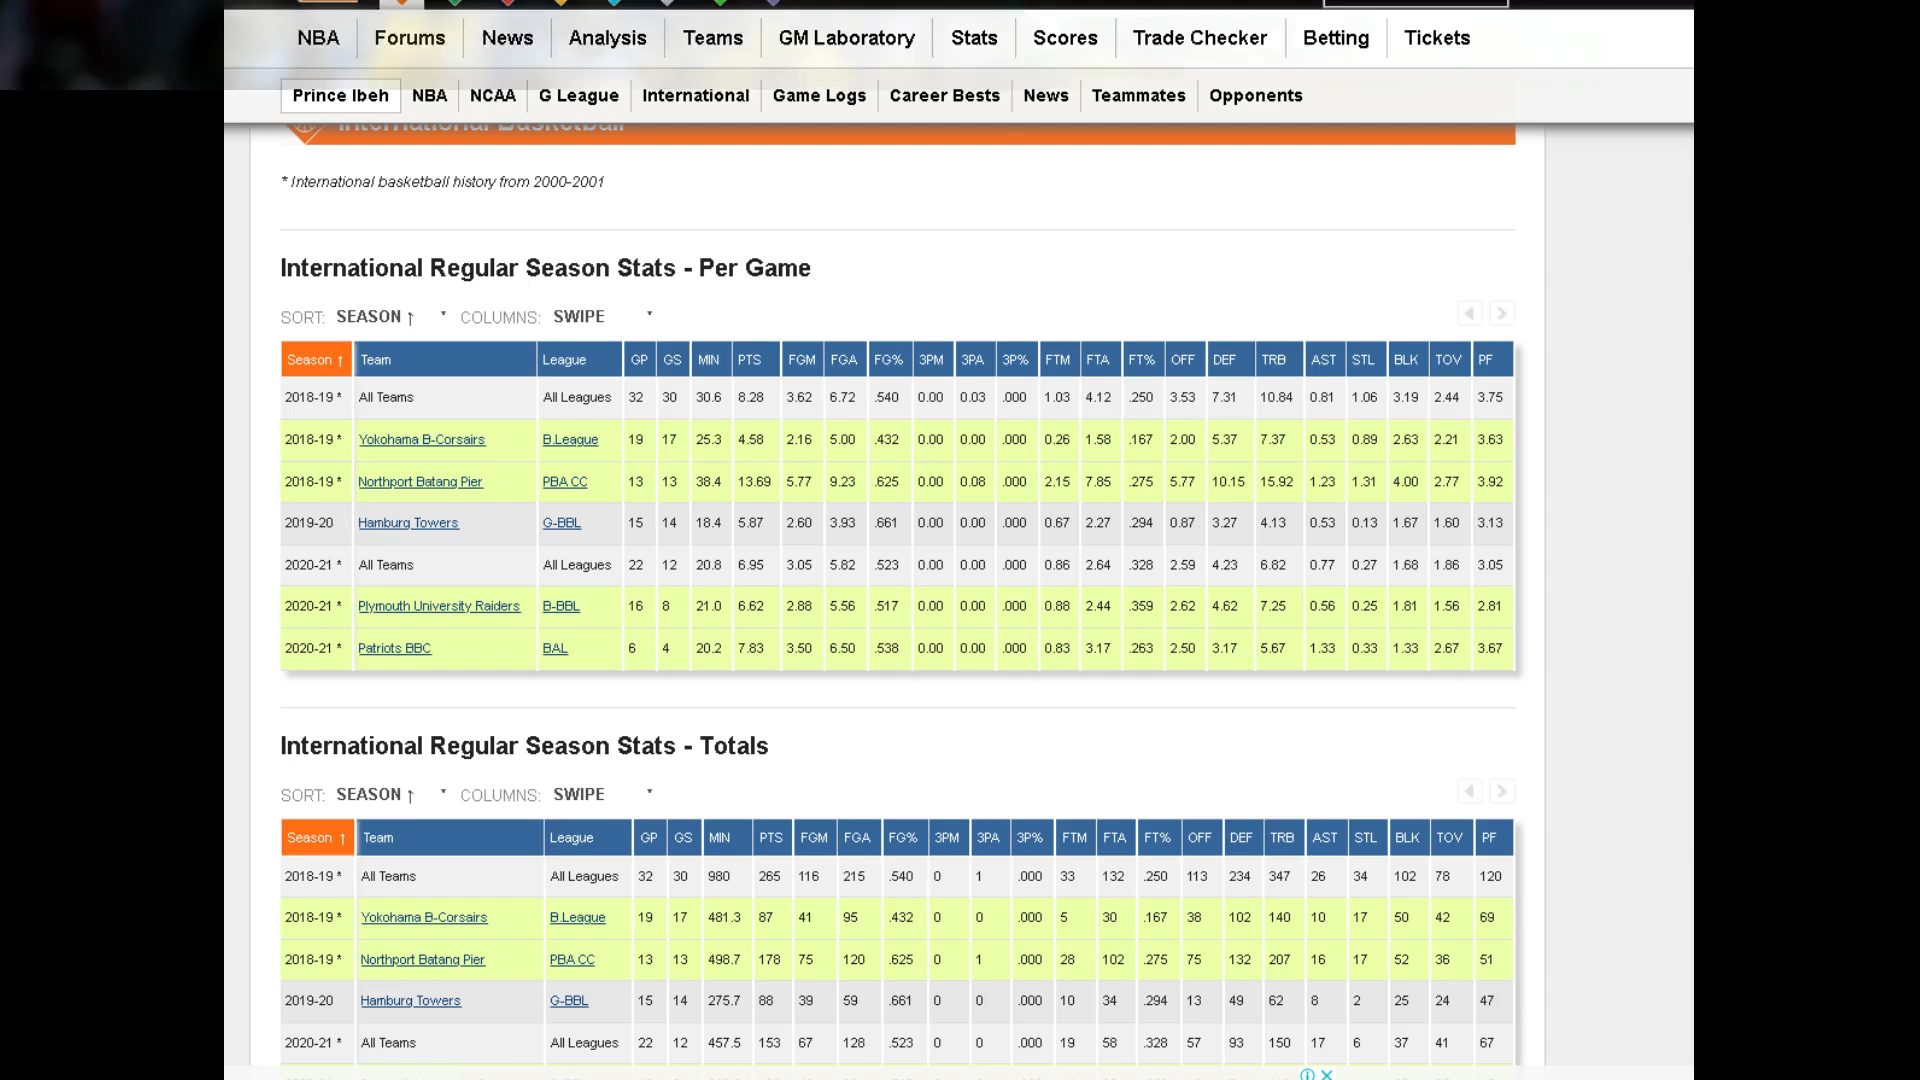 NBA Forums News Analysis Teams GM Laboratory Stats Scores Trade Checker Betting Tickets
Prince Ibeh NBA NCAA G League International Game Logs Career Bests News Teammates Opponents
International Basketball
* International basketball history from 2000-2001
International Regular Season Stats - Per Game
SORT: SEASON ↑ COLUMNS: SWIPE
Season ↑ Team League GP GS MIN PTS FGM FGA FG% 3PM 3PA 3P% FTM FTA FT% OFF DEF TRB AST STL BLK TOV PF
2018-19 * All Teams All Leagues 32 30 30.6 8.28 3.62 6.72 .540 0.00 0.03 .000 1.03 4.12 .250 3.53 7.31 10.84 0.81 1.06 3.19 2.44 3.75
2018-19 * Yokohama B-Corsairs B.League 19 17 25.3 4.58 2.16 5.00 .432 0.00 0.00 .000 0.26 1.58 .167 2.00 5.37 7.37 0.53 0.89 2.63 2.21 3.63
2018-19 * Northport Batang Pier PBA CC 13 13 38.4 13.69 5.77 9.23 .625 0.00 0.08 .000 2.15 7.85 .275 5.77 10.15 15.92 1.23 1.31 4.00 2.77 3.92
2019-20 Hamburg Towers G-BBL 15 14 18.4 5.87 2.60 3.93 .661 0.00 0.00 .000 0.67 2.27 .294 0.87 3.27 4.13 0.53 0.13 1.67 1.60 3.13
2020-21 * All Teams All Leagues 22 12 20.8 6.95 3.05 5.82 .523 0.00 0.00 .000 0.86 2.64 .328 2.59 4.23 6.82 0.77 0.27 1.68 1.86 3.05
2020-21 * Plymouth University Raiders B-BBL 16 8 21.0 6.62 2.88 5.56 .517 0.00 0.00 .000 0.88 2.44 .359 2.62 4.62 7.25 0.56 0.25 1.81 1.56 2.81
2020-21 * Patriots BBC BAL 6 4 20.2 7.83 3.50 6.50 .538 0.00 0.00 .000 0.83 3.17 .263 2.50 3.17 5.67 1.33 0.33 1.33 2.67 3.67
International Regular Season Stats - Totals
SORT: SEASON ↑ COLUMNS: SWIPE
Season ↑ Team League GP GS MIN PTS FGM FGA FG% 3PM 3PA 3P% FTM FTA FT% OFF DEF TRB AST STL BLK TOV PF
2018-19 * All Teams All Leagues 32 30 980 265 116 215 .540 0 1 .000 33 132 .250 113 234 347 26 34 102 78 120
2018-19 * Yokohama B-Corsairs B.League 19 17 481.3 87 41 95 .432 0 0 .000 5 30 .167 38 102 140 10 17 50 42 69
2018-19 * Northport Batang Pier PBA CC 13 13 498.7 178 75 120 .625 0 1 .000 28 102 .275 75 132 207 16 17 52 36 51
2019-20 Hamburg Towers G-BBL 15 14 275.7 88 39 59 .661 0 0 .000 10 34 .294 13 49 62 8 2 25 24 47
2020-21 * All Teams All Leagues 22 12 457.5 153 67 128 .523 0 0 .000 19 58 .328 57 93 150 17 6 37 41 67